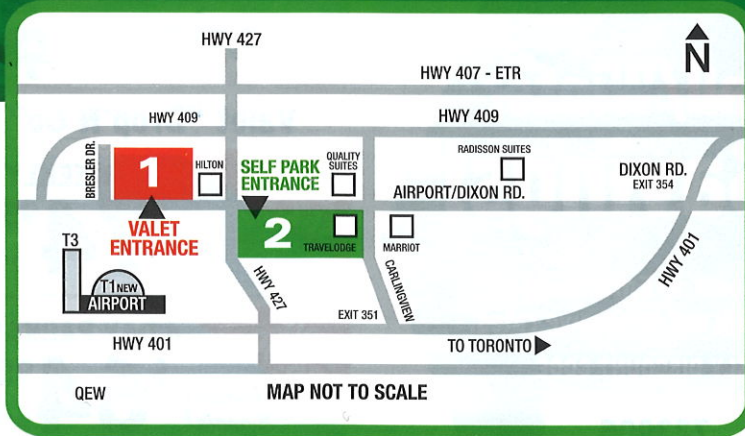 HWY 427
N
HWY 407 - ETR
HWY 409
HWY 409
BRESLER DR.
1
HILTON
SELF PARK
ENTRANCE
QUALITY
SUITES
RADISSON SUITES
AIRPORT/DIXON RD.
DIXON RD.
EXIT 354
VALET
ENTRANCE
2
TRAVELODGE
MARRIOT
T3
T1 NEW
AIRPORT
HWY 427
CARLINGVIEW
HWY 401
EXIT 351
HWY 401
TO TORONTO
QEW
MAP NOT TO SCALE